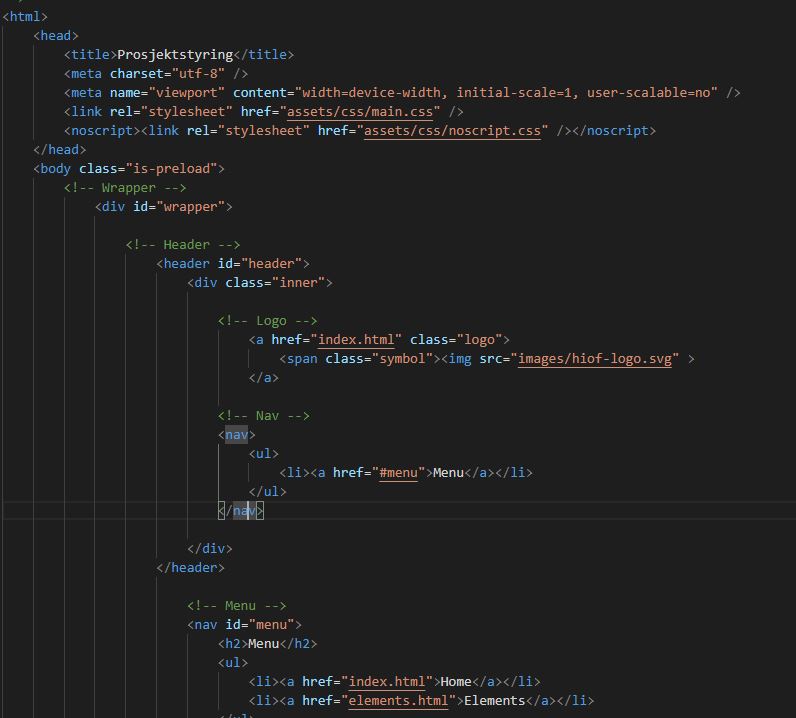 <html>
<head>
<title>Prosjektstyring</title>
<meta charset="utf-8" />
<meta name="viewport" content="width=device-width, initial-scale=1, user-scalable=no" />
<link rel="stylesheet" href="assets/css/main.css" />
<noscript><link rel="stylesheet" href="assets/css/noscript.css" /></noscript>
</head>
<body class="is-preload">
<!-- Wrapper -->
<div id="wrapper">
<!-- Header -->
<header id="header">
<div class="inner">
<!-- Logo -->
<a href="index.html" class="logo">
<span class="symbol"><img src="images/hiof-logo.svg" >
</a>
<!-- Nav -->
<nav>
<ul>
<li><a href="#menu">Menu</a></li>
</ul>
</nav>
</div>
</header>
<!-- Menu -->
<nav id="menu">
<h2>Menu</h2>
<ul>
<li><a href="index.html">Home</a></li>
<li><a href="elements.html">Elements</a></li>